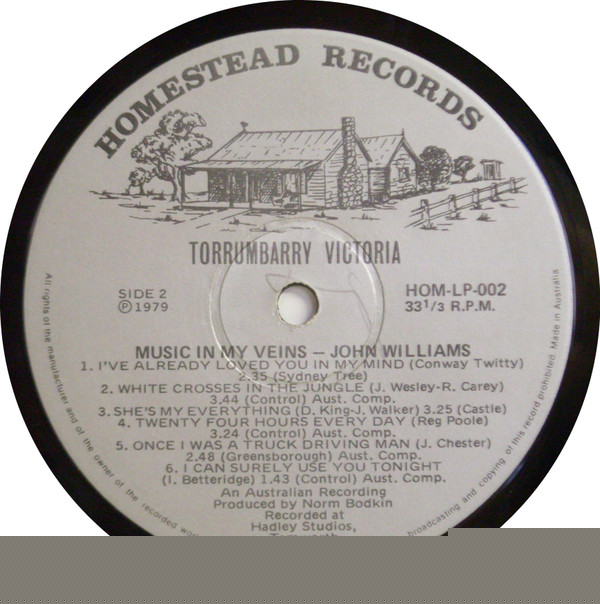 HOMESTEAD RECORDS
TORRUMBARRY VICTORIA
SIDE 2
Ⓟ1979
HOM-LP-002
33 1/3 R.P.M.
MUSIC IN MY VEINS – JOHN WILLIAMS
1. I'VE ALREADY LOVED YOU IN MY MIND (Conway Twitty)
2.35 (Sydney Tree)
2. WHITE CROSSES IN THE JUNGLE (J. Wesley-R. Carey)
3,44 (Control) Aust. Comp.
3. SHE'S MY EVERYTHING (D. King-J, Walker) 3.25 (Castle)
4. TWENTY FOUR HOURS EVERY DAY (Reg Poole)
3.24 (Control) Aust. Comp.
5. ONCE I WAS A TRUCK DRIVING MAN (J. Chester)
2.48 (Greensborough) Aust. Comp.
6. I CAN SURELY USE YOU TONIGHT
(I. Betteridge) 1.43 (Control) Aust. Comp.
An Australian Recording
Produced by Norm Bodkin
Recorded at
Hadley Studios,
All rights of the manufacturer and of the owner of the recorded
broadcasting and copying of this record prohibited. Made in Australia